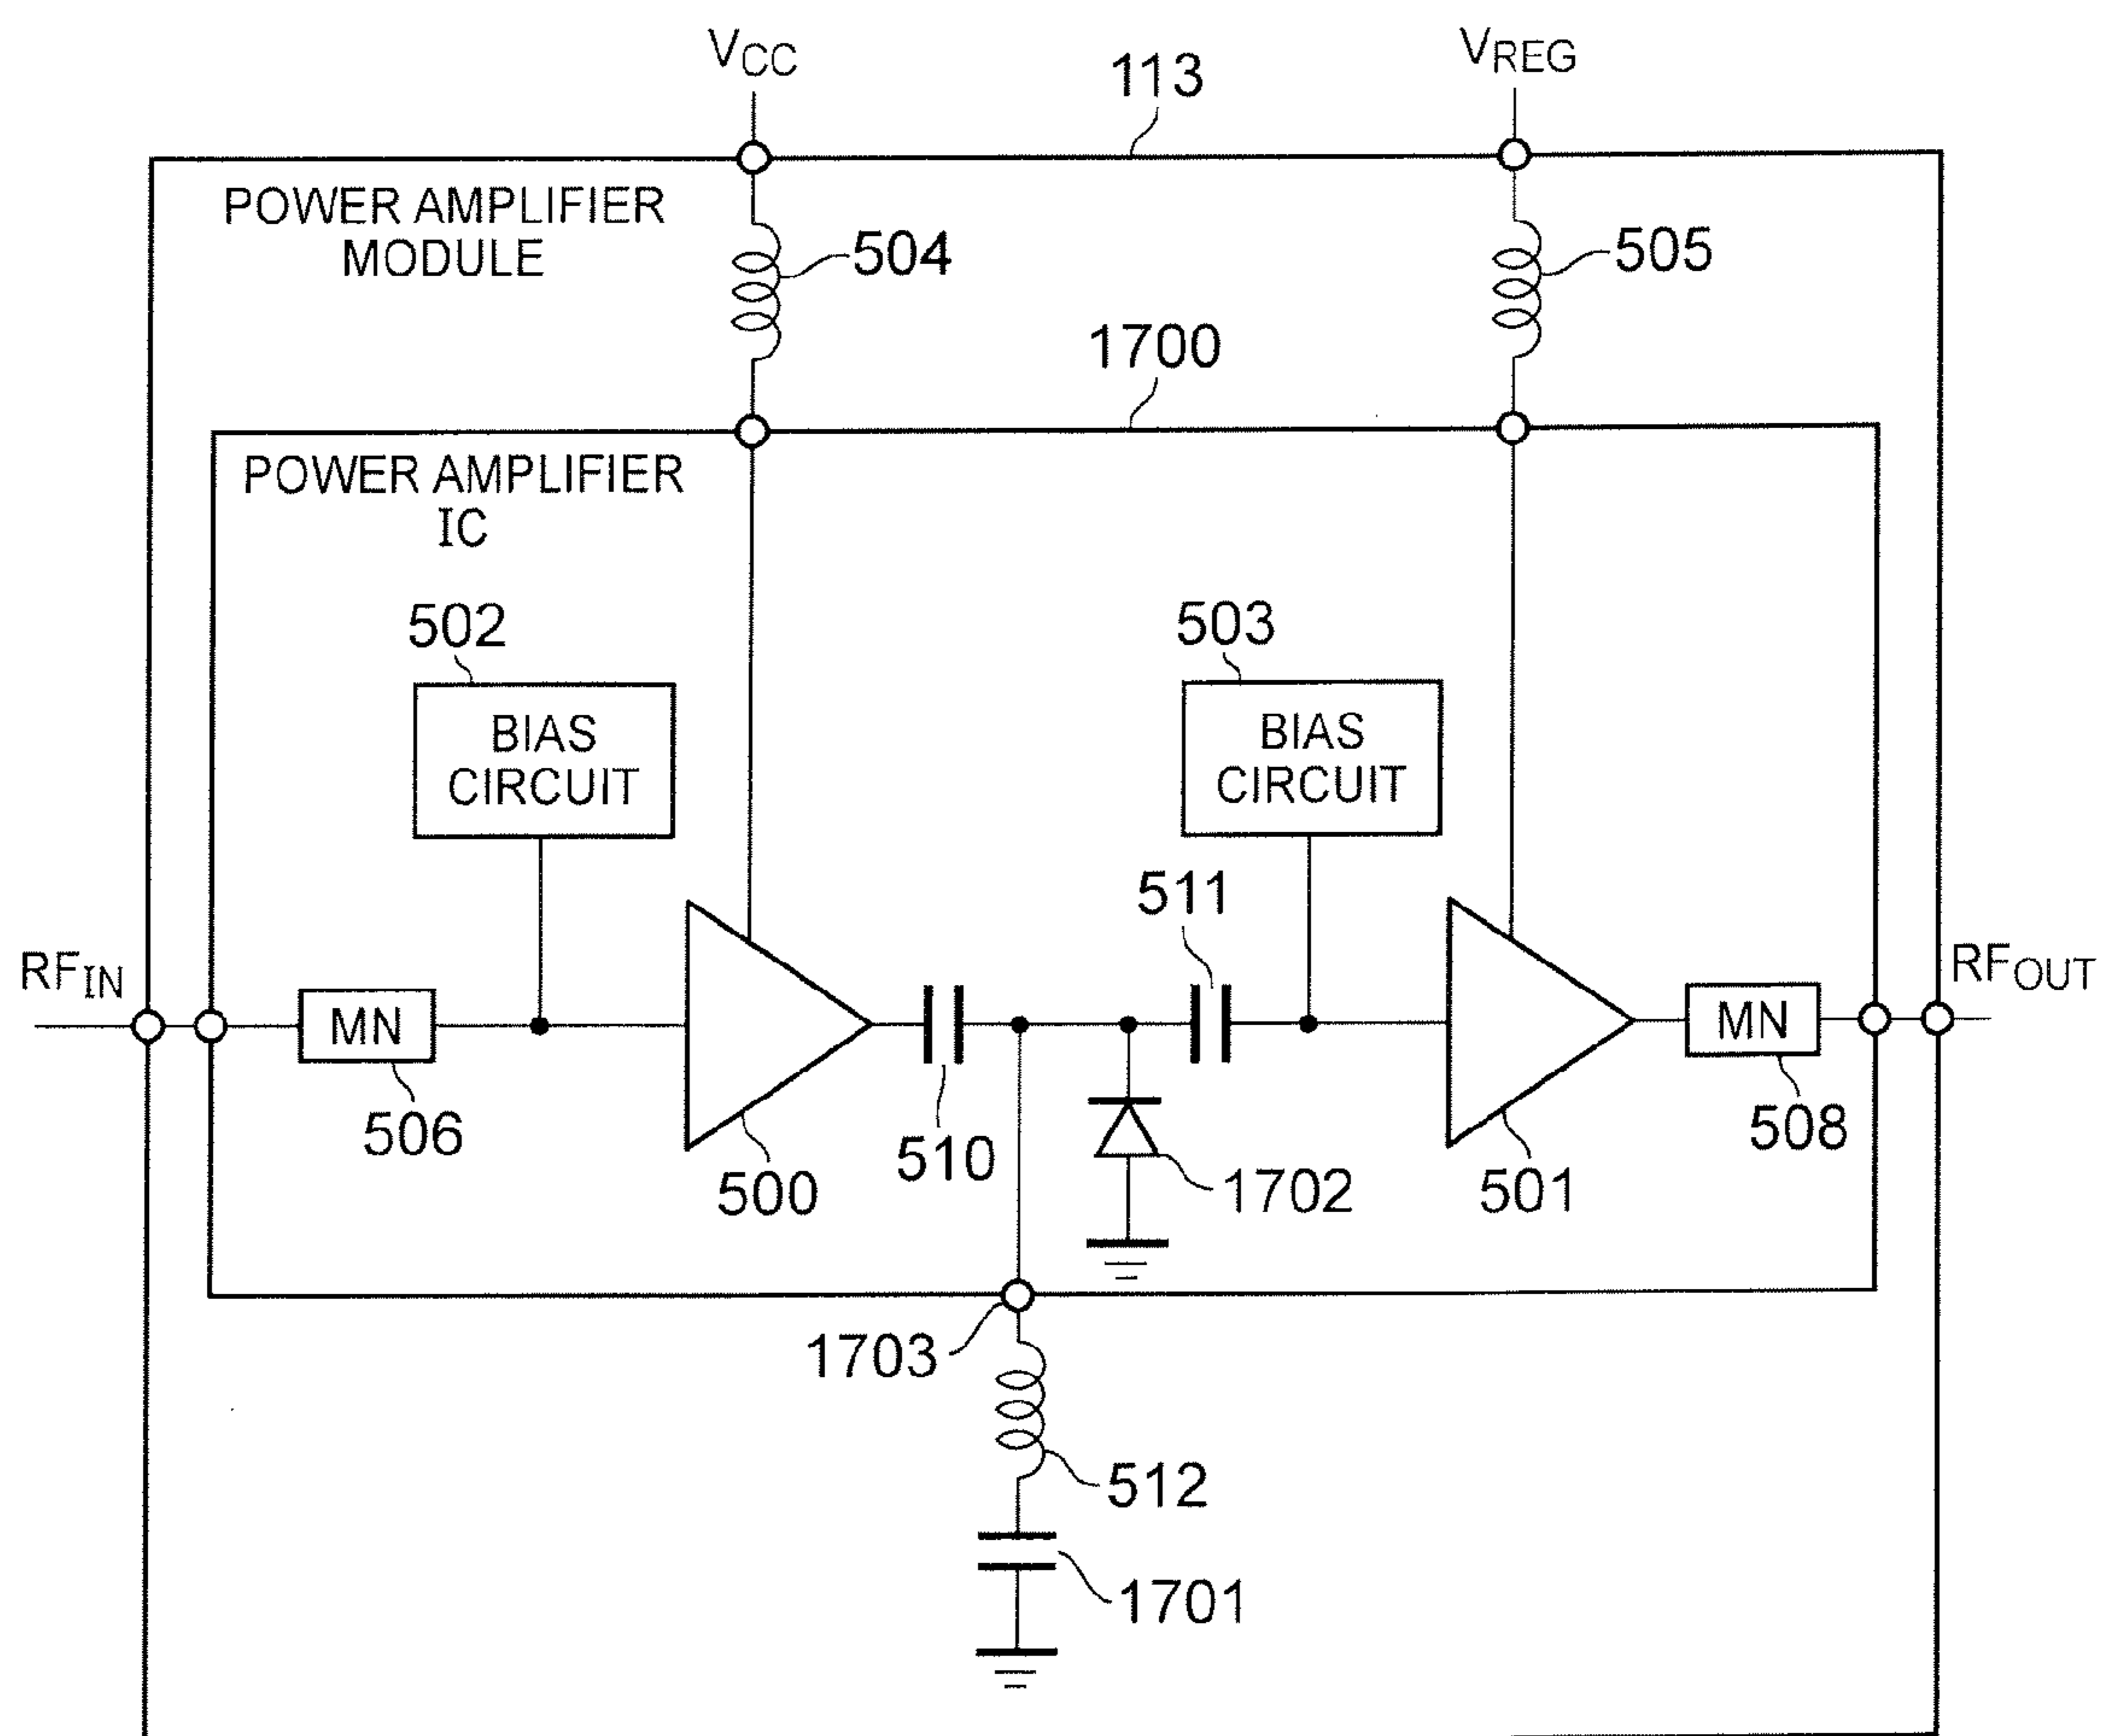 VCC
VREG
113
POWER AMPLIFIER
MODULE
504
505
1700
POWER AMPLIFIER
IC
502
503
BIAS
CIRCUIT
BIAS
CIRCUIT
511
RFIN
RFOUT
MN
MN
506
510
508
500
1702
501
1703
512
1701